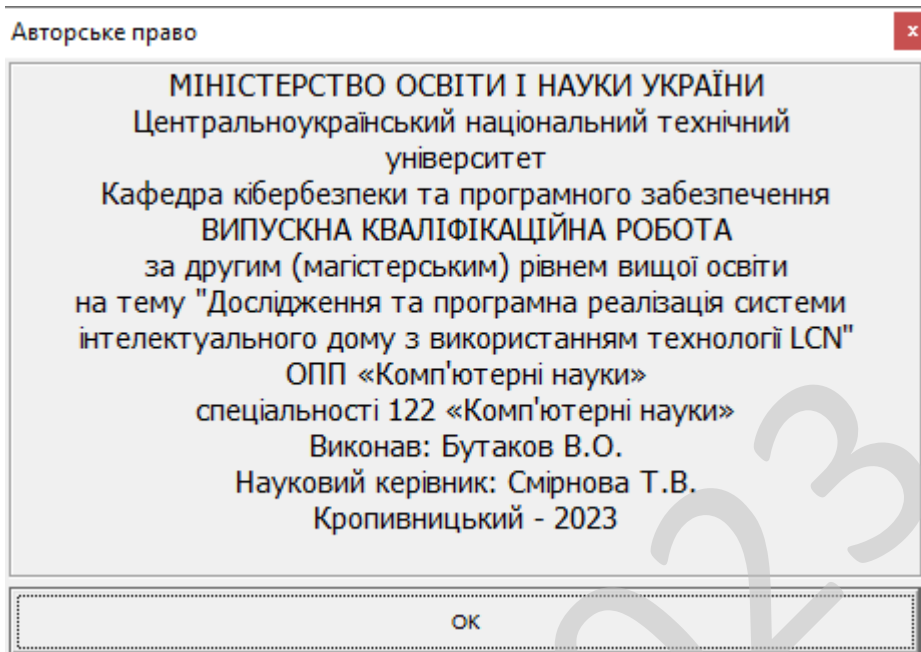 Авторське право
x
МІНІСТЕРСТВО ОСВІТИ І НАУКИ УКРАЇНИ
Центральноукраїнський національний технічний
університет
Кафедра кібербезпеки та програмного забезпечення
ВИПУСКНА КВАЛІФІКАЦІЙНА РОБОТА
за другим (магістерським) рівнем вищої освіти
на тему "Дослідження та програмна реалізація системи
інтелектуального дому з використанням технології LCN"
ОПП «Комп'ютерні науки»
спеціальності 122 «Комп'ютерні науки»
Виконав: Бутаков В.О.
Науковий керівник: Смірнова Т.В.
Кропивницький - 2023
ОК